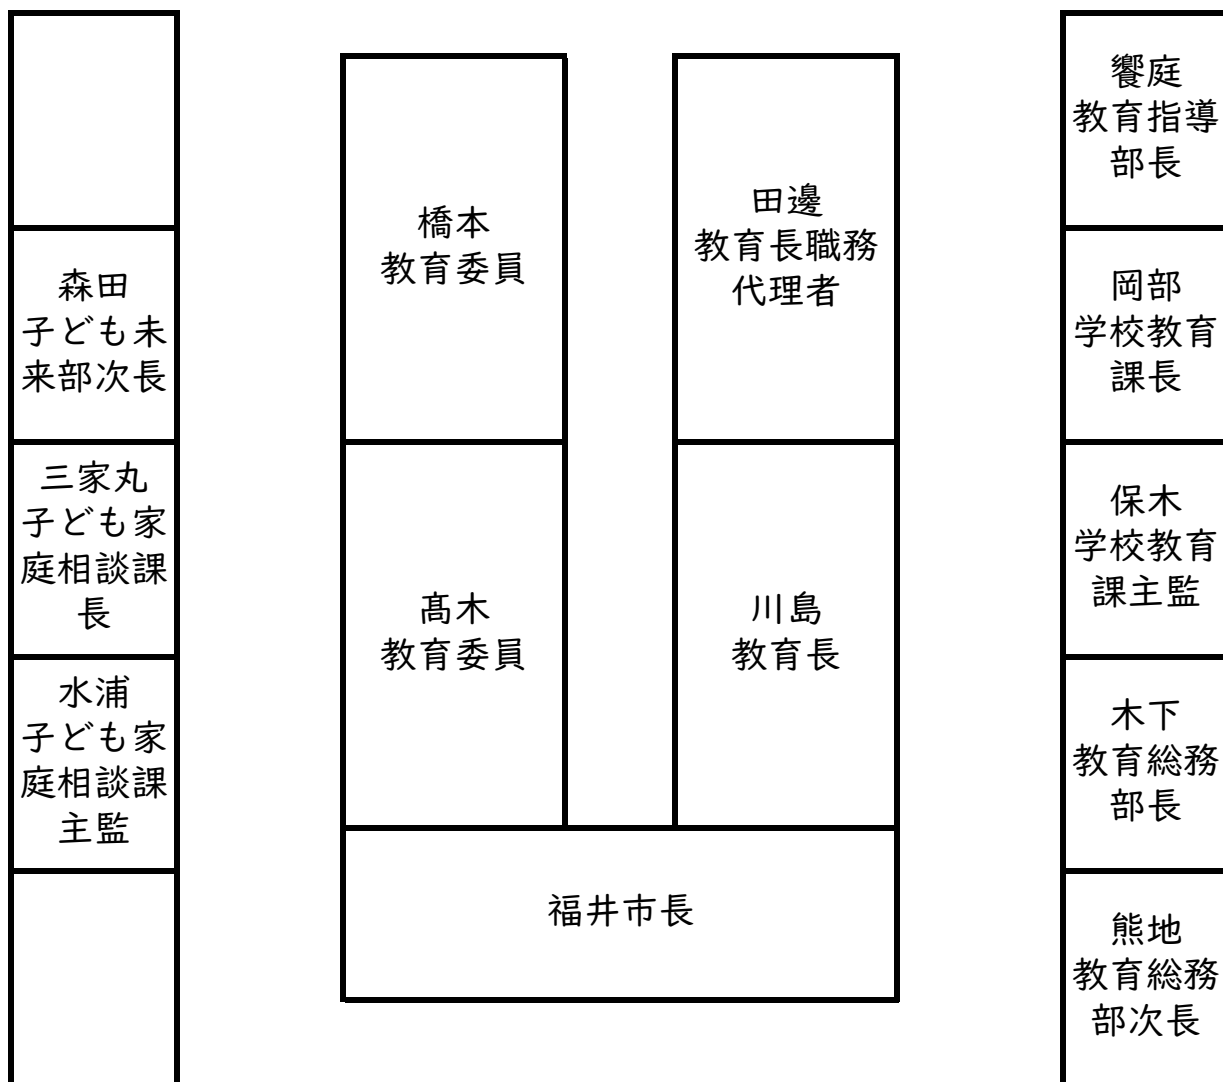 森田
子ども未
来部次長
三家丸
子ども家
庭相談課
長
水浦
子ども家
庭相談課
主監
橋本
教育委員
髙木
教育委員
田邊
教育長職務
代理者
川島
教育長
福井市長
饗庭
教育指導
部長
岡部
学校教育
課長
保木
学校教育
課主監
木下
教育総務
部長
熊地
教育総務
部次長